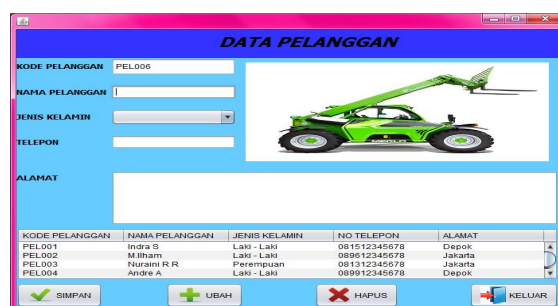 DATA PELANGGAN
KODE PELANGGAN PEL006
NAMA PELANGGAN
JENIS KELAMIN
TELEPON
ALAMAT
KODE PELANGGAN NAMA PELANGGAN JENIS KELAMIN NO TELEPON ALAMAT
PEL001 Indra S Laki - Laki 081512345678 Depok
PEL002 M.Ilham Laki - Laki 089612345678 Jakarta
PEL003 Nuraini R R Perempuan 081312345678 Jakarta
PEL004 Andre A Laki - Laki 089912345678 Depok
SIMPAN UBAH HAPUS KELUAR